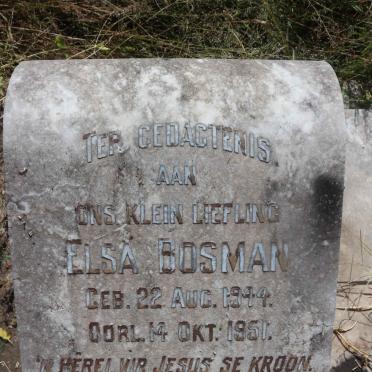 TER GEDAGTENIS
AAN
ONS KLEIN LIEFLING
ELSA BOSMAN
GEB. 22 AUG. 1944.
OORL. 14 OKT. 1951.
'N PÊREL VIR JESUS SE KROON.